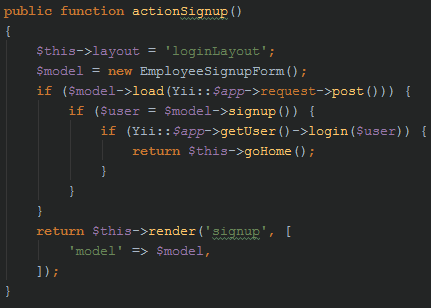 public function actionSignup()
{
    $this->layout = 'loginLayout';
    $model = new EmployeeSignupForm();
    if ($model->load(Yii::$app->request->post())) {
        if ($user = $model->signup()) {
            if (Yii::$app->getUser()->login($user)) {
                return $this->goHome();
            }
        }
    }
    return $this->render('signup', [
        'model' => $model,
    ]);
}